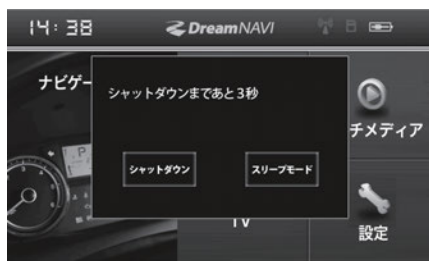 14:38
DreamNAVI
ナビゲー
シャットダウンまであと3秒
チメディア
シャットダウン
スリープモード
TV
設定